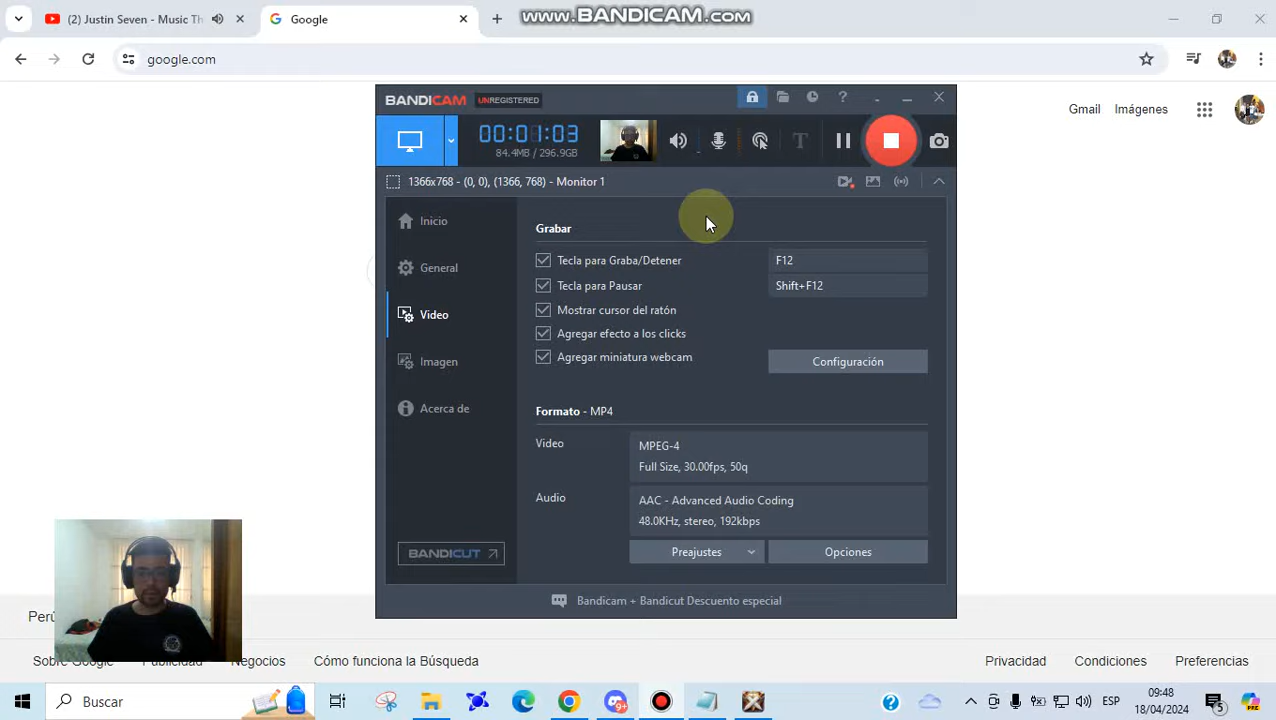 (2) Justin Seven - Music Th
Google
www.BANDICAM.com
google.com
Gmail
Imágenes
BANDICAM
UNREGISTERED
00:01:03
84.4MB / 296.9GB
T
1366x768 - (0, 0), (1366, 768) - Monitor 1
Inicio
General
Video
Imagen
Acerca de
BANDICUT
Grabar
Tecla para Graba/Detener
F12
Tecla para Pausar
Shift+F12
Mostrar cursor del ratón
Agregar efecto a los clicks
Agregar miniatura webcam
Configuración
Formato - MP4
Video
MPEG-4
Full Size, 30.00fps, 50q
Audio
AAC - Advanced Audio Coding
48.0KHz, stereo, 192kbps
Preajustes
Opciones
Bandicam + Bandicut Descuento especial
Perú
Sobre Google
Publicidad
Negocios
Cómo funciona la Búsqueda
Privacidad
Condiciones
Preferencias
Buscar
ESP
09:48
18/04/2024
5